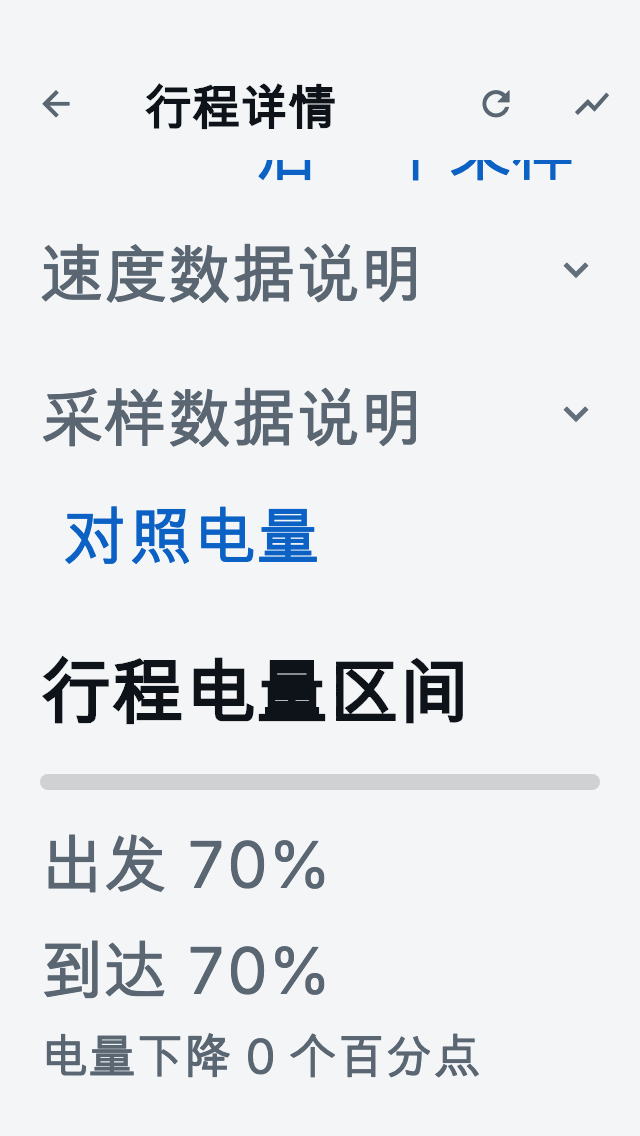 行程详情
速度数据说明
采样数据说明
对照电量
行程电量区间
出发 70%
到达 70%
电量下降 0 个百分点